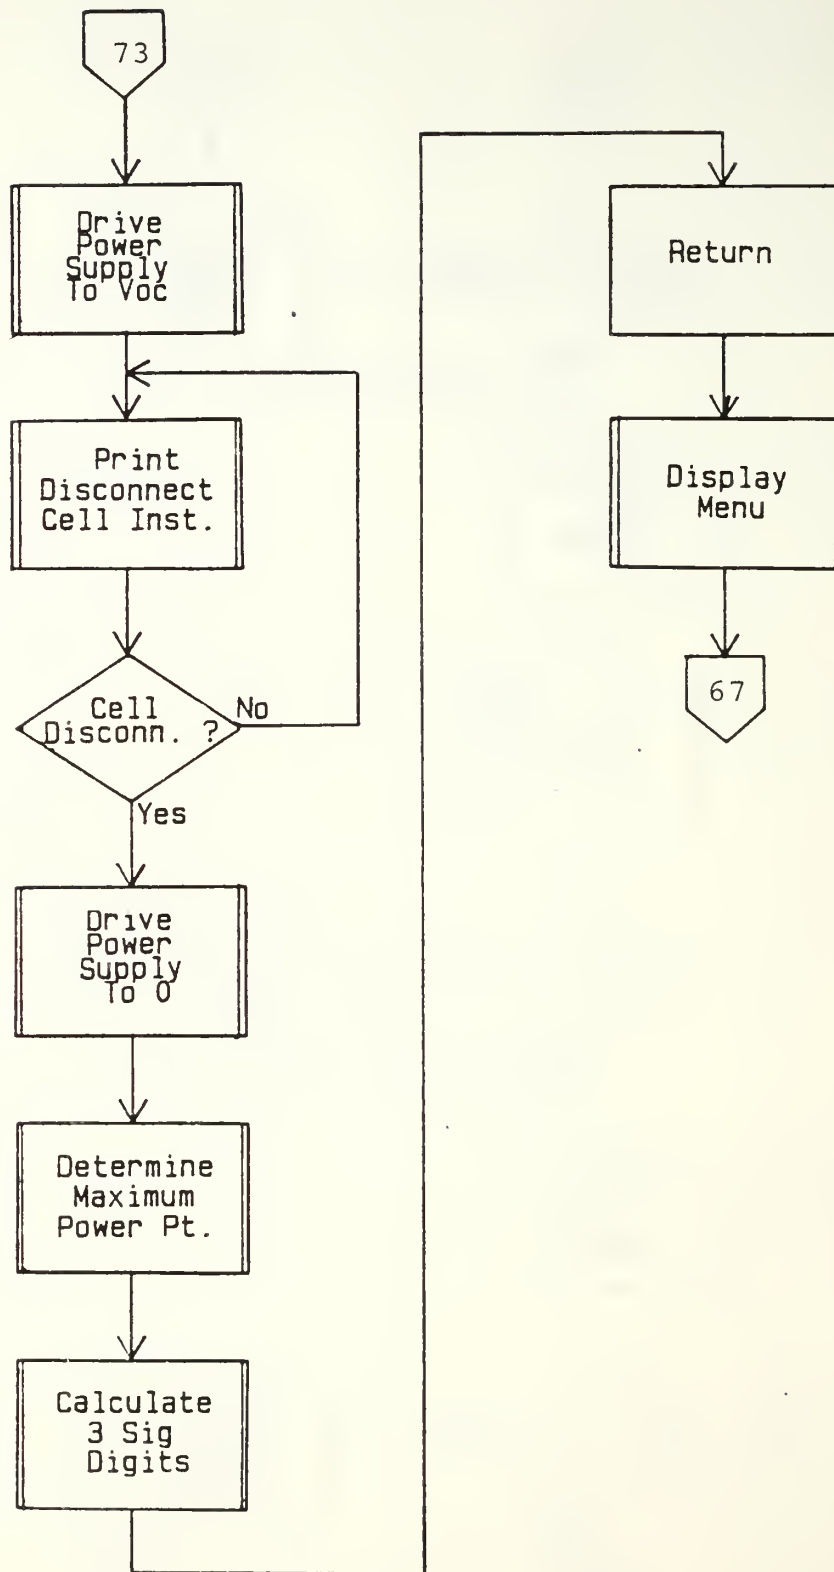 73
Drive
Power
Supply
To Voc
Print
Disconnect
Cell Inst.
Cell
Disconn. ?
No
Yes
Drive
Power
Supply
To 0
Determine
Maximum
Power Pt.
Calculate
3 Sig
Digits
Return
Display
Menu
67